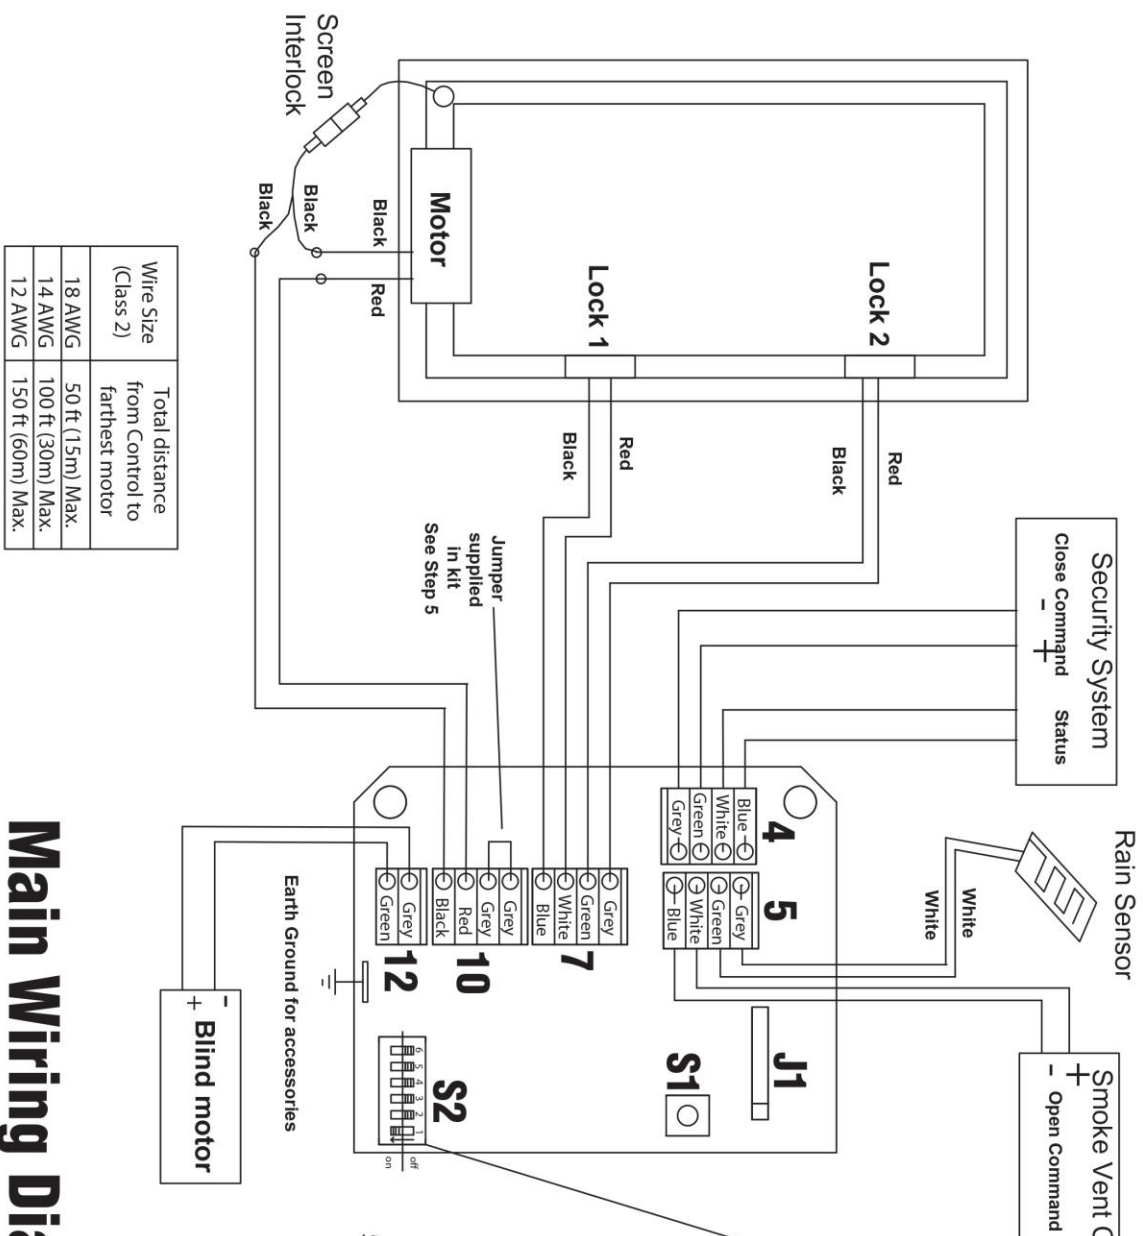 Screen
Interlock
Black
Black
Black
Red
Motor
Lock 1
Lock 2
Wire Size
(Class 2)
Total distance
from Control to
farthest motor
18 AWG
50 ft (15m) Max.
14 AWG
100 ft (30m) Max.
12 AWG
150 ft (60m) Max.
Red
Black
Red
Black
Jumper
supplied
in kit
See Step 5
Security System
Close Command
- +
Status
Rain Sensor
White
White
4
Blue
White
Green
Grey
5
Grey
Green
White
Blue
7
Grey
Green
White
Blue
10
Grey
Grey
Red
Black
12
Grey
Green
Earth Ground for accessories
J1
S1
S2
6 5 4 3 2 1
off
on
Smoke Vent
+
-
Open Command
-
+
Blind motor
Main Wiring Dia